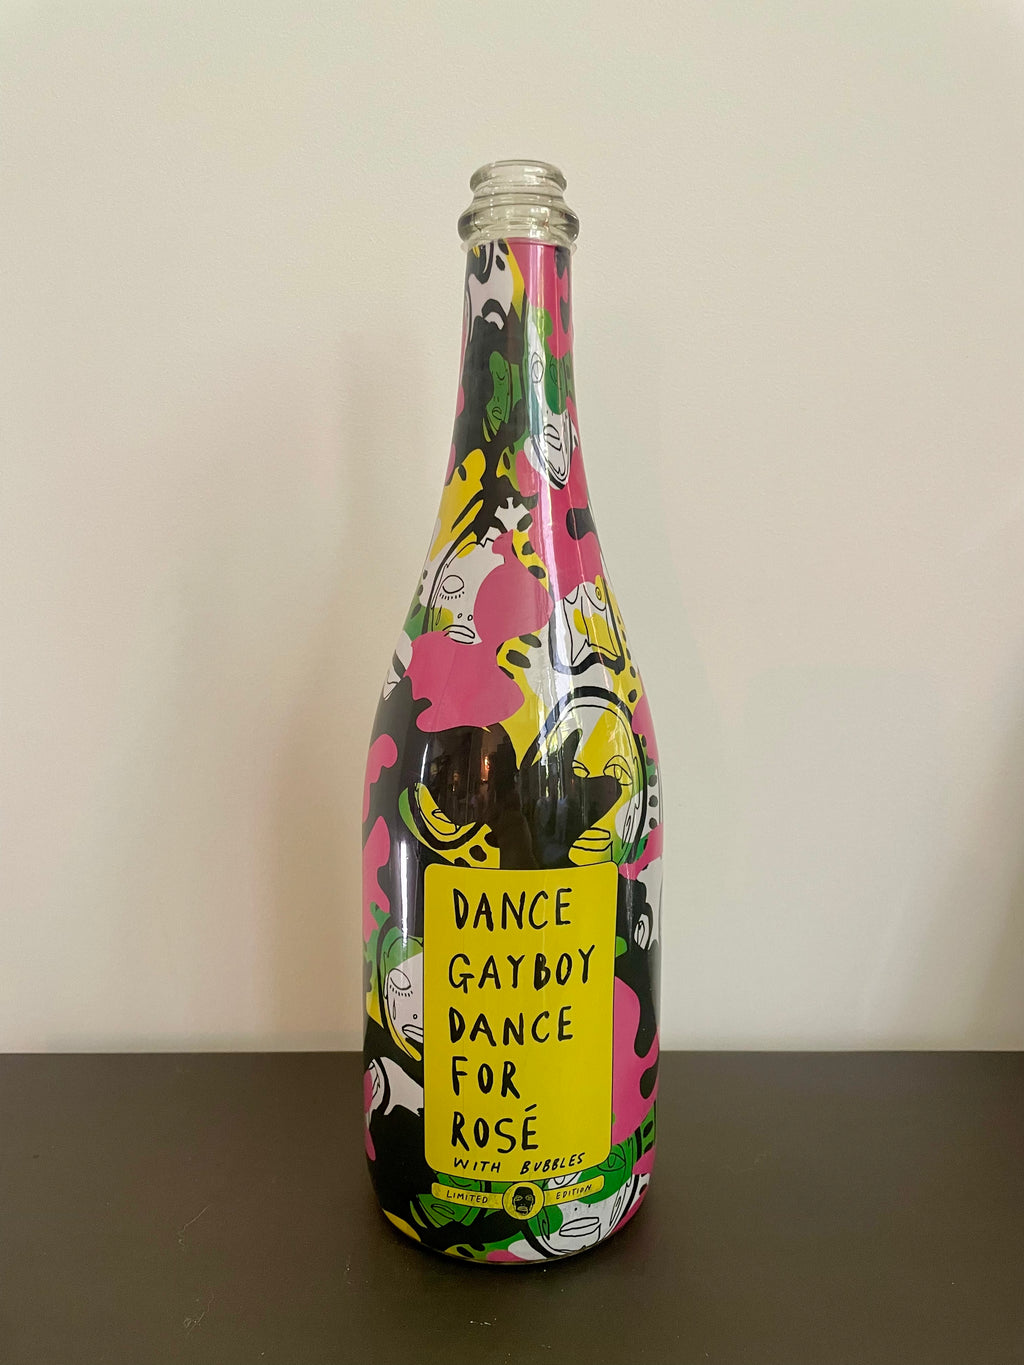 DANCE
GAYBOY
DANCE
FOR
ROSÉ
WITH BUBBLES
LIMITED EDITION